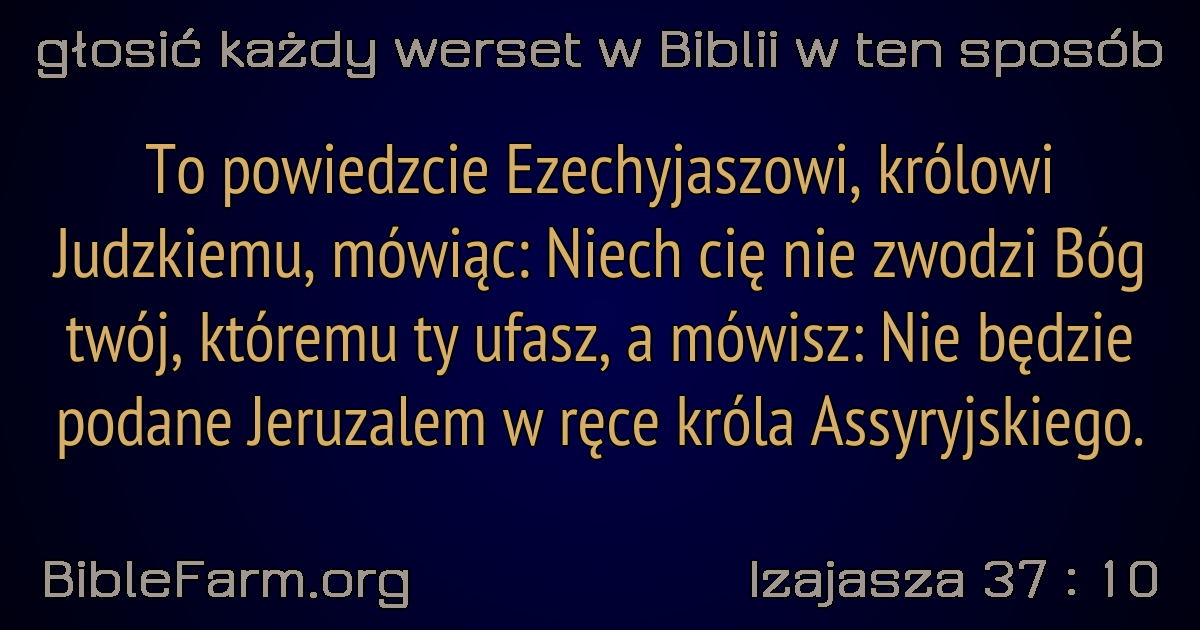 głosić każdy werset w Biblii w ten sposób
To powiedzcie Ezechyjaszowi, królowi
Judzkiemu, mówiąc: Niech cię nie zwodzi Bóg
twój, któremu ty ufasz, a mówisz: Nie będzie
podane Jeruzalem w ręce króla Assyryjskiego.
BibleFarm.org
Izajasza 37 : 10